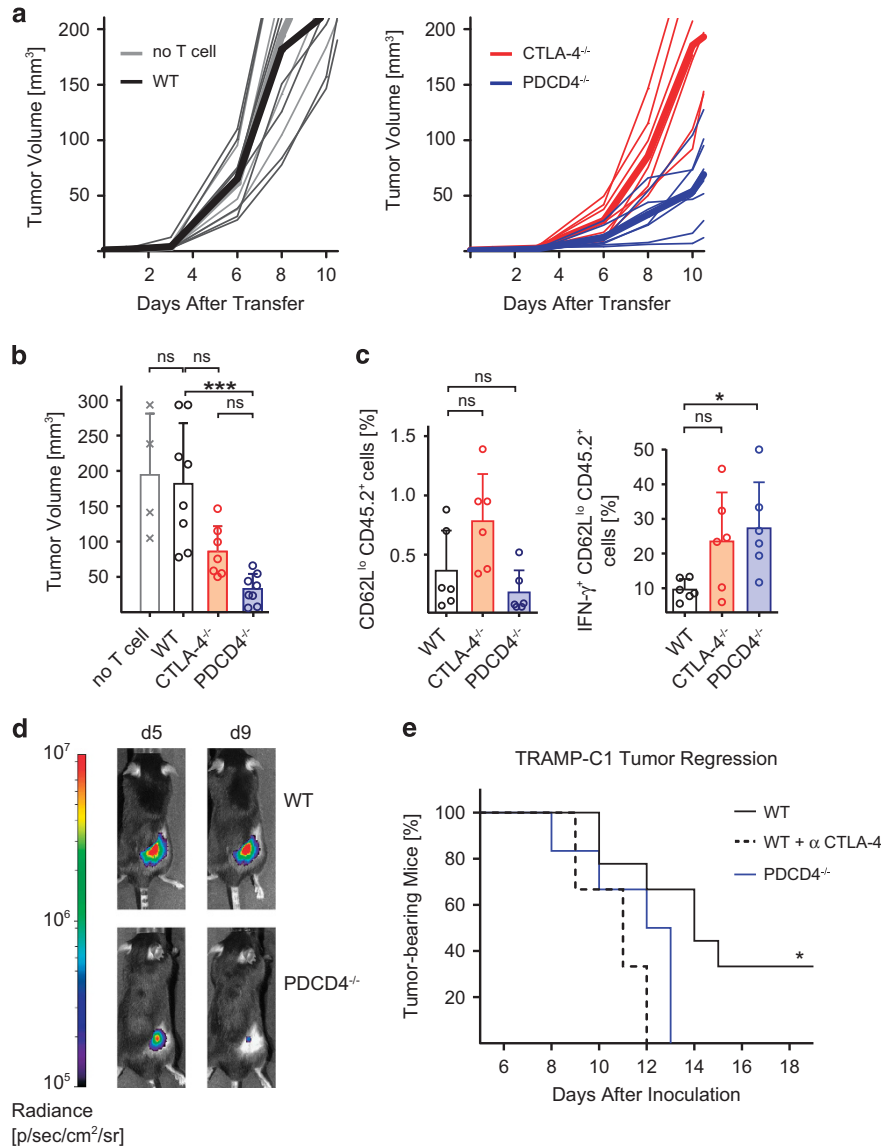 a
Tumor Volume [mm³]
200
150
100
50
no T cell
WT
2 4 6 8 10
Days After Transfer
Tumor Volume [mm³]
200
150
100
50
CTLA-4⁻/⁻
PDCD4⁻/⁻
2 4 6 8 10
Days After Transfer
b
ns ns
***
ns
Tumor Volume [mm³]
300
250
200
150
100
50
no T cell
WT
CTLA-4⁻/⁻
PDCD4⁻/⁻
c
ns
ns
CD62Lˡᵒ CD45.2⁺ cells [%]
1.5
1.0
0.5
WT
CTLA-4⁻/⁻
PDCD4⁻/⁻
*
ns
IFN-γ⁺ CD62Lˡᵒ CD45.2⁺
cells [%]
50
40
30
20
10
WT
CTLA-4⁻/⁻
PDCD4⁻/⁻
d
d5 d9
10⁷
10⁶
10⁵
WT
PDCD4⁻/⁻
Radiance
[p/sec/cm²/sr]
e
TRAMP-C1 Tumor Regression
Tumor-bearing Mice [%]
100
80
60
40
20
WT
WT + α CTLA-4
PDCD4⁻/⁻
*
6 8 10 12 14 16 18
Days After Inoculation